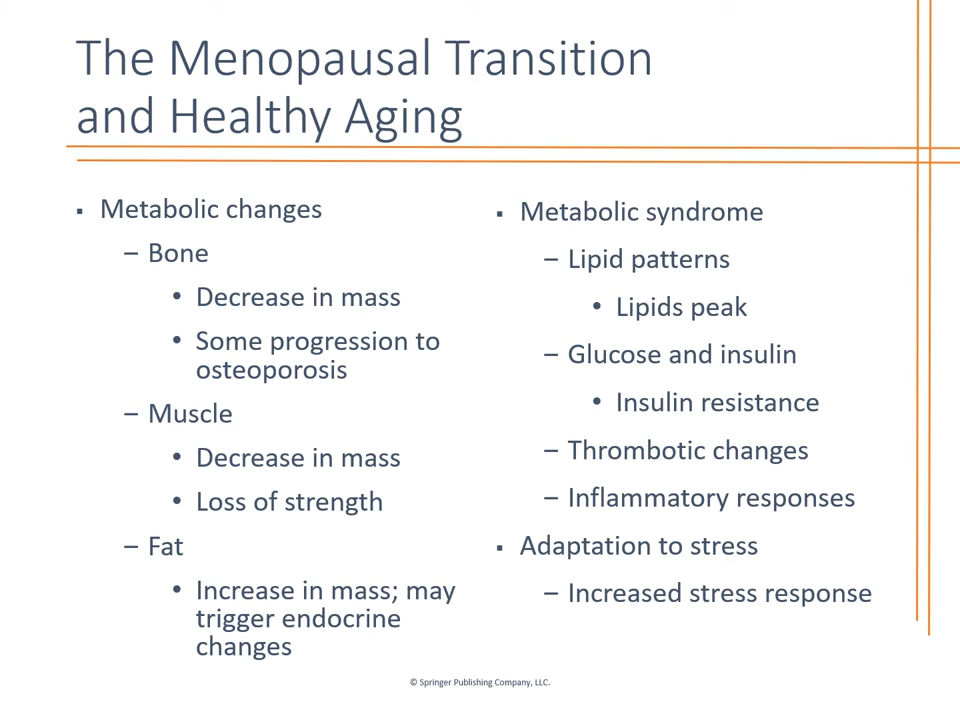 The Menopausal Transition
and Healthy Aging
▪ Metabolic changes
– Bone
• Decrease in mass
• Some progression to
osteoporosis
– Muscle
• Decrease in mass
• Loss of strength
– Fat
• Increase in mass; may
trigger endocrine
changes
▪ Metabolic syndrome
– Lipid patterns
• Lipids peak
– Glucose and insulin
• Insulin resistance
– Thrombotic changes
– Inflammatory responses
▪ Adaptation to stress
– Increased stress response
© Springer Publishing Company, LLC.